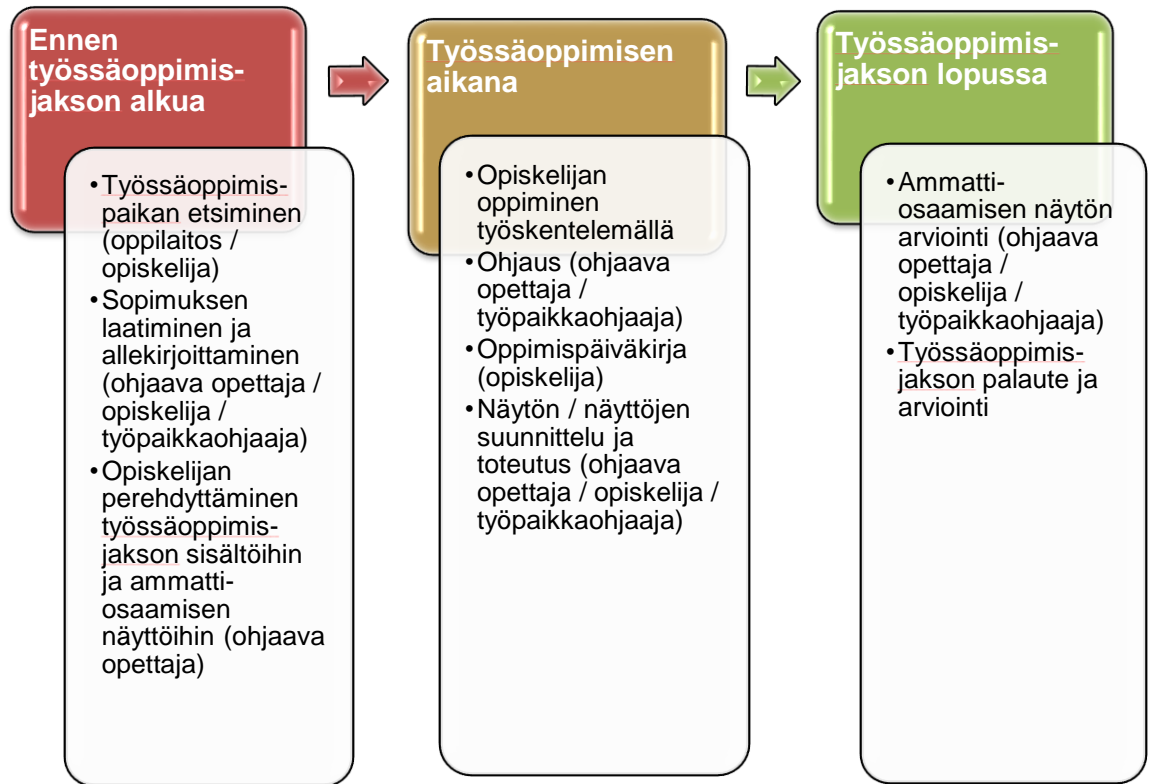 Ennen
työssäoppimis-
jakson alkua
•Työssäoppimis-
paikan etsiminen
(oppilaitos /
opiskelija)
•Sopimuksen
laatiminen ja
allekirjoittaminen
(ohjaava opettaja /
opiskelija /
työpaikkaohjaaja)
•Opiskelijan
perehdyttäminen
työssäoppimis-
jakson sisältöihin
ja ammatti-
osaamisen
näyttöihin (ohjaava
opettaja)
Työssäoppimisen
aikana
•Opiskelijan
oppiminen
työskentelemällä
•Ohjaus (ohjaava
opettaja /
työpaikkaohjaaja)
•Oppimispäiväkirja
(opiskelija)
•Näytön / näyttöjen
suunnittelu ja
toteutus (ohjaava
opettaja / opiskelija /
työpaikkaohjaaja)
Työssäoppimis-
jakson lopussa
•Ammatti-
osaamisen näytön
arviointi (ohjaava
opettaja /
opiskelija /
työpaikkaohjaaja)
•Työssäoppimis-
jakson palaute ja
arviointi